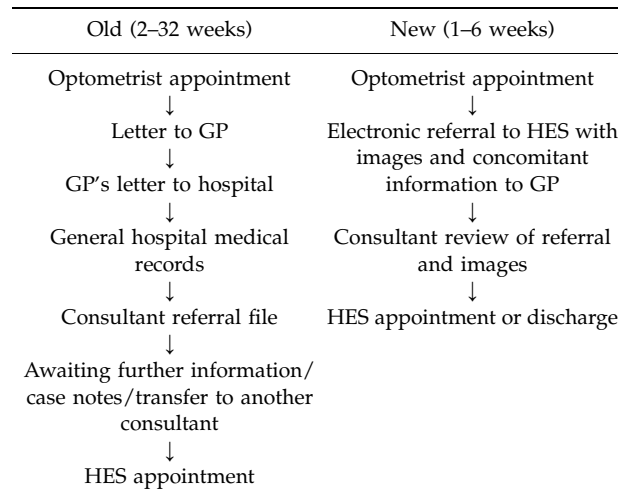 Old (2–32 weeks)
New (1–6 weeks)
Optometrist appointment
↓
Letter to GP
↓
GP's letter to hospital
↓
General hospital medical
records
↓
Consultant referral file
↓
Awaiting further information/
case notes/transfer to another
consultant
↓
HES appointment
Optometrist appointment
↓
Electronic referral to HES with
images and concomitant
information to GP
↓
Consultant review of referral
and images
↓
HES appointment or discharge